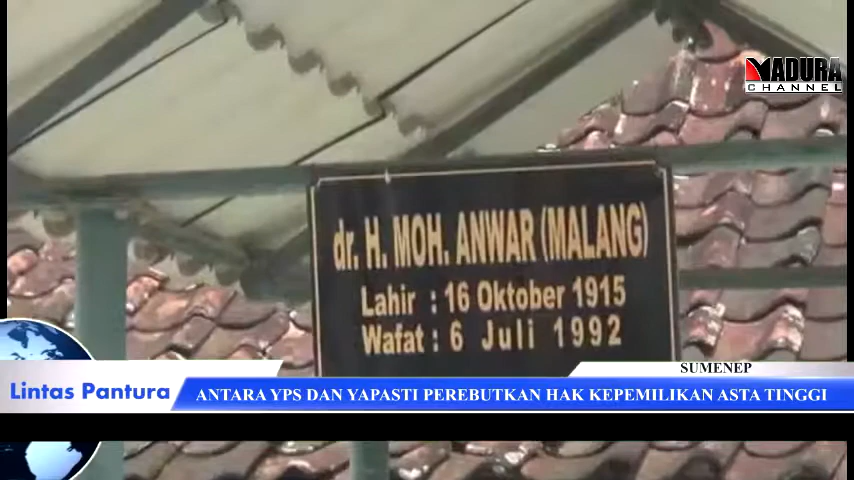 MADURA
CHANNEL
dr. H. MOH. ANWAR (MALANG)
Lahir : 16 Oktober 1915
Wafat : 6 Juli 1992
SUMENEP
Lintas Pantura
ANTARA YPS DAN YAPASTI PEREBUTKAN HAK KEPEMILIKAN ASTA TINGGI